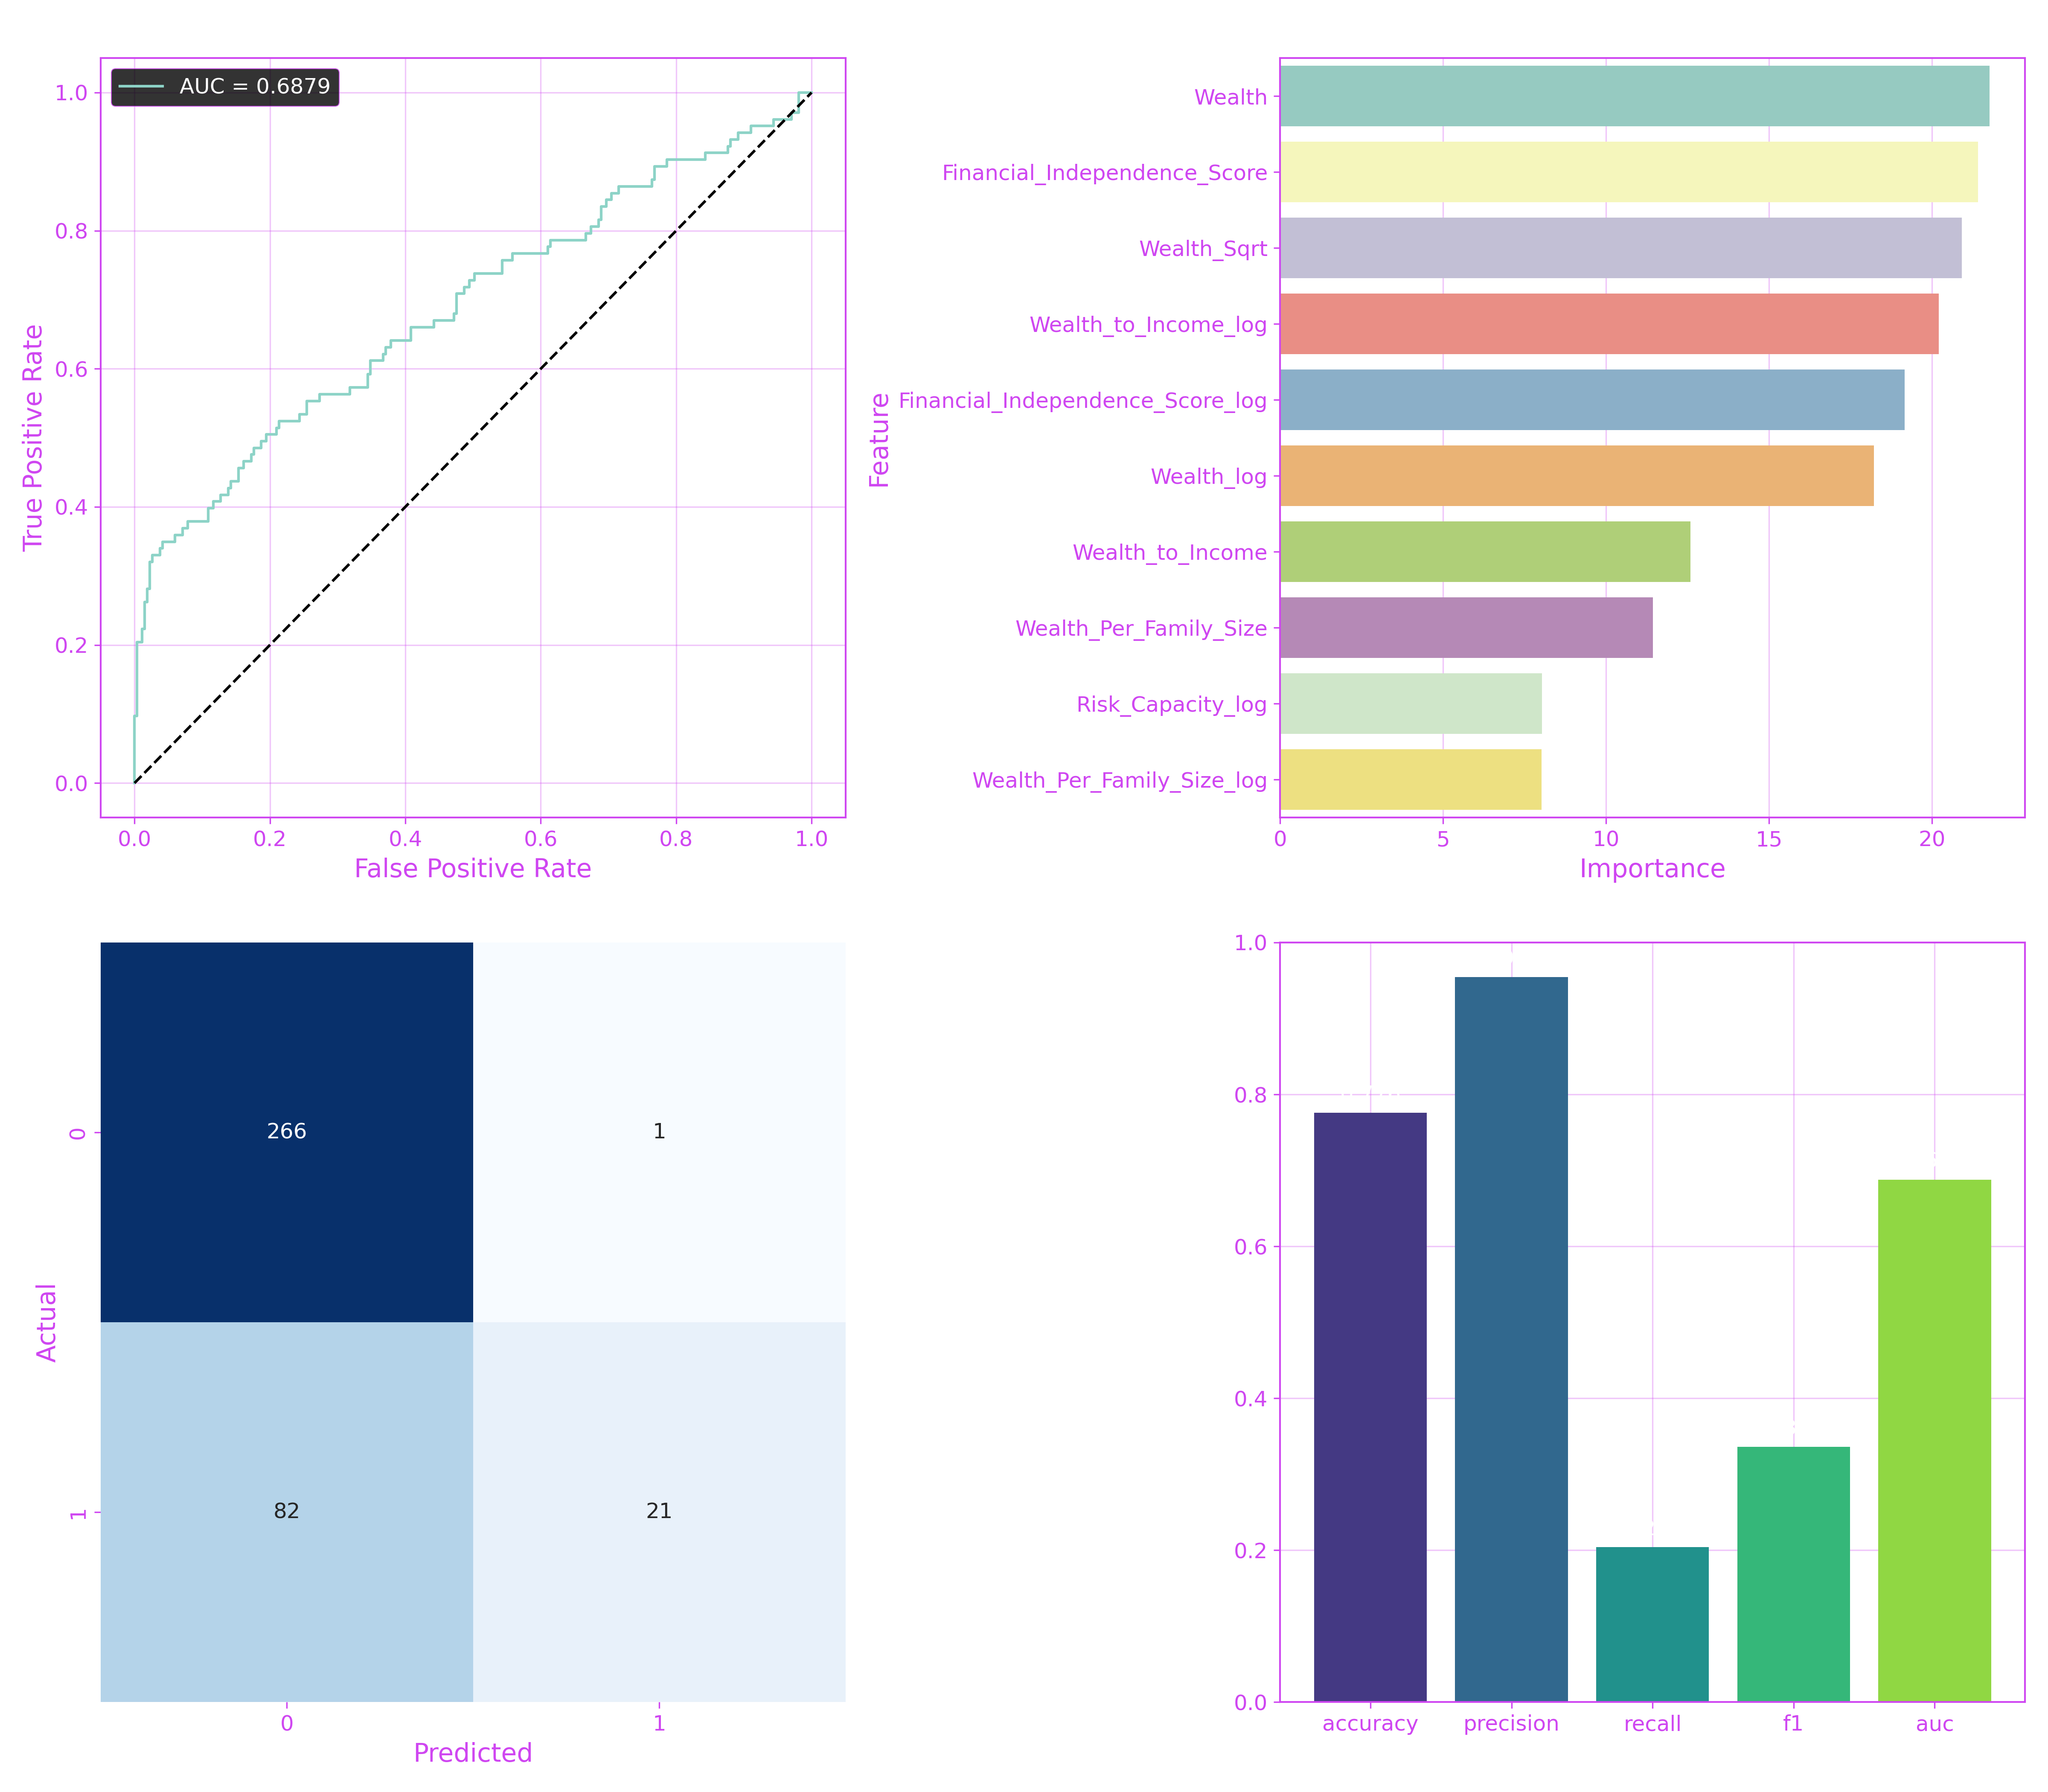 AUC = 0.6879
1.0
0.8
0.6
0.4
0.2
0.0
True Positive Rate
0.0 0.2 0.4 0.6 0.8 1.0
False Positive Rate
Feature
Wealth
Financial_Independence_Score
Wealth_Sqrt
Wealth_to_Income_log
Financial_Independence_Score_log
Wealth_log
Wealth_to_Income
Wealth_Per_Family_Size
Risk_Capacity_log
Wealth_Per_Family_Size_log
0 5 10 15 20
Importance
Actual
0
266 1
1
82 21
0 1
Predicted
1.0
0.8
0.6
0.4
0.2
0.0
accuracy precision recall f1 auc